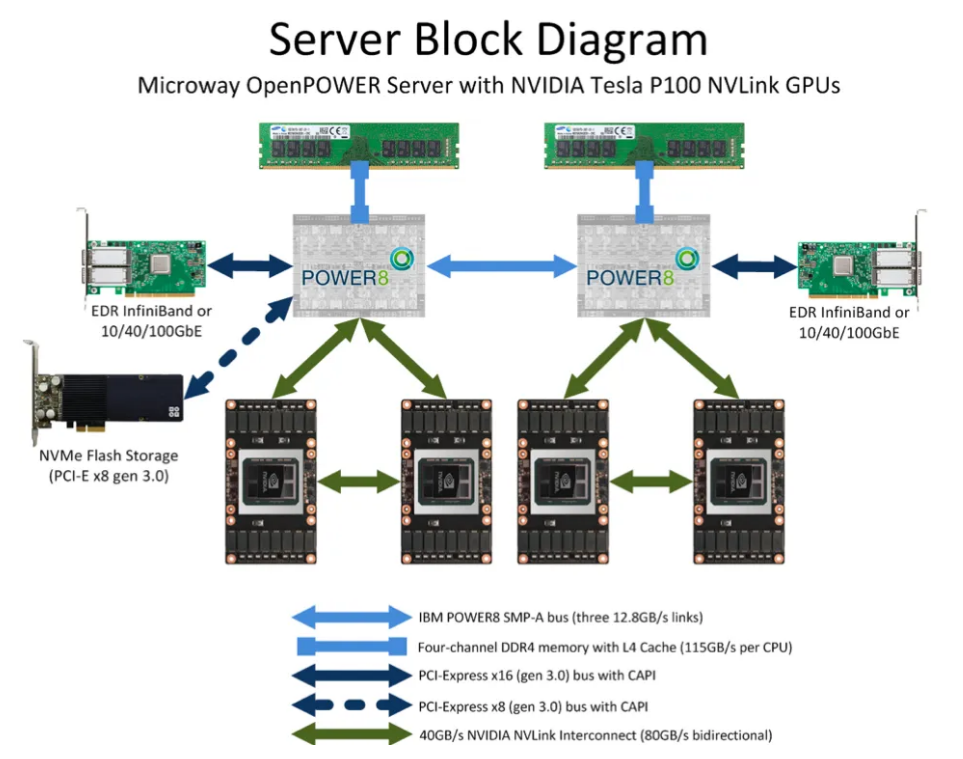 Server Block Diagram
Microway OpenPOWER Server with NVIDIA Tesla P100 NVLink GPUs
POWER8
POWER8
EDR InfiniBand or
10/40/100GbE
EDR InfiniBand or
10/40/100GbE
NVMe Flash Storage
(PCI-E x8 gen 3.0)
IBM POWER8 SMP-A bus (three 12.8GB/s links)
Four-channel DDR4 memory with L4 Cache (115GB/s per CPU)
PCI-Express x16 (gen 3.0) bus with CAPI
PCI-Express x8 (gen 3.0) bus with CAPI
40GB/s NVIDIA NVLink Interconnect (80GB/s bidirectional)